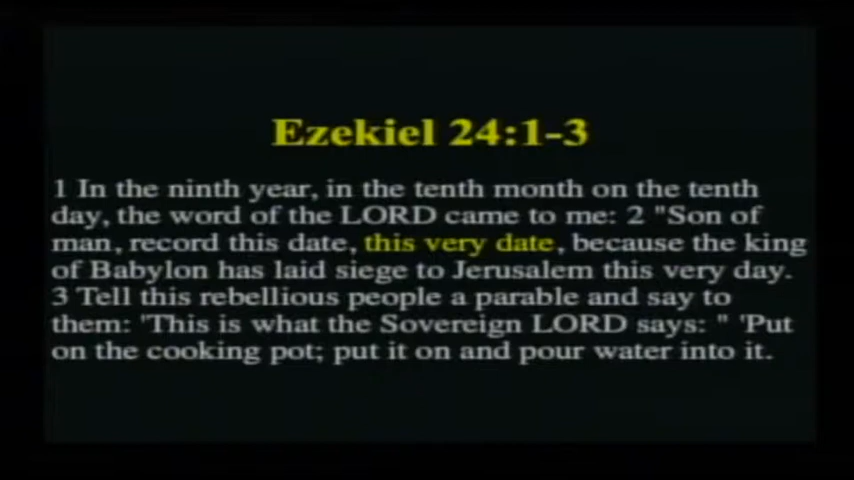 Ezekiel 24:1-3
1 In the ninth year, in the tenth month on the tenth
day, the word of the LORD came to me: 2 "Son of
man, record this date, this very date, because the king
of Babylon has laid siege to Jerusalem this very day.
3 Tell this rebellious people a parable and say to
them: 'This is what the Sovereign LORD says: " 'Put
on the cooking pot; put it on and pour water into it.